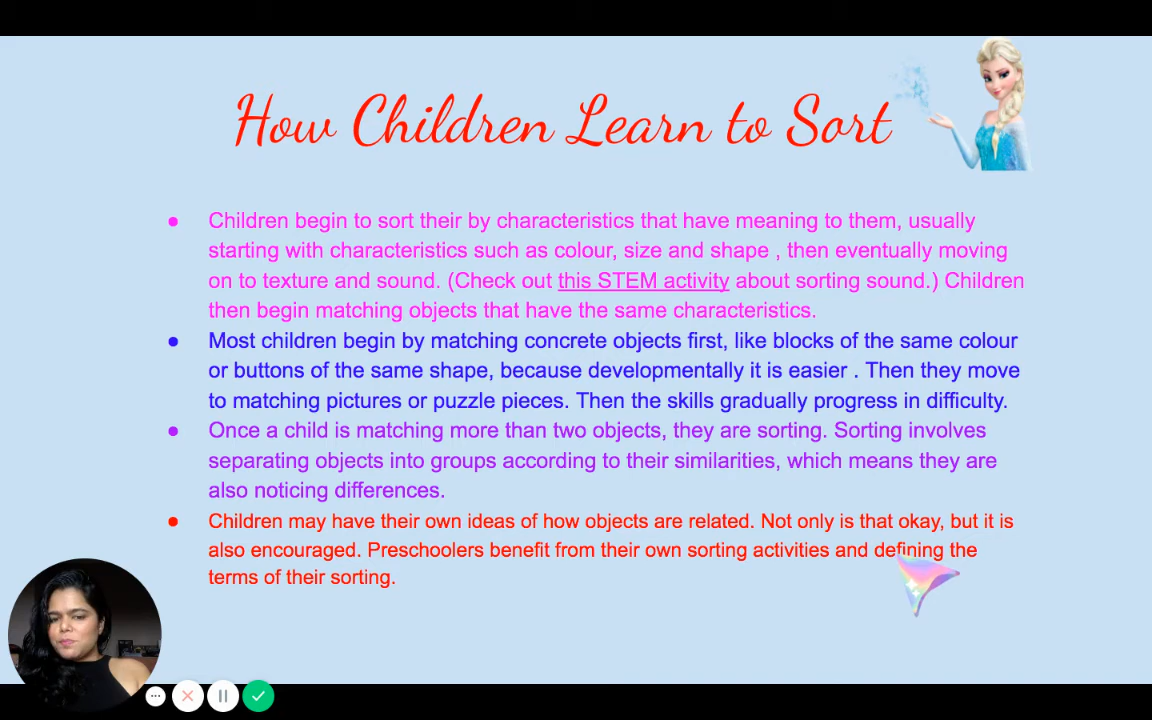 How Children Learn to Sort
Children begin to sort their by characteristics that have meaning to them, usually
starting with characteristics such as colour, size and shape , then eventually moving
on to texture and sound. (Check out this STEM activity about sorting sound.) Children
then begin matching objects that have the same characteristics.
Most children begin by matching concrete objects first, like blocks of the same colour
or buttons of the same shape, because developmentally it is easier . Then they move
to matching pictures or puzzle pieces. Then the skills gradually progress in difficulty.
Once a child is matching more than two objects, they are sorting. Sorting involves
separating objects into groups according to their similarities, which means they are
also noticing differences.
Children may have their own ideas of how objects are related. Not only is that okay, but it is
also encouraged. Preschoolers benefit from their own sorting activities and defining the
terms of their sorting.